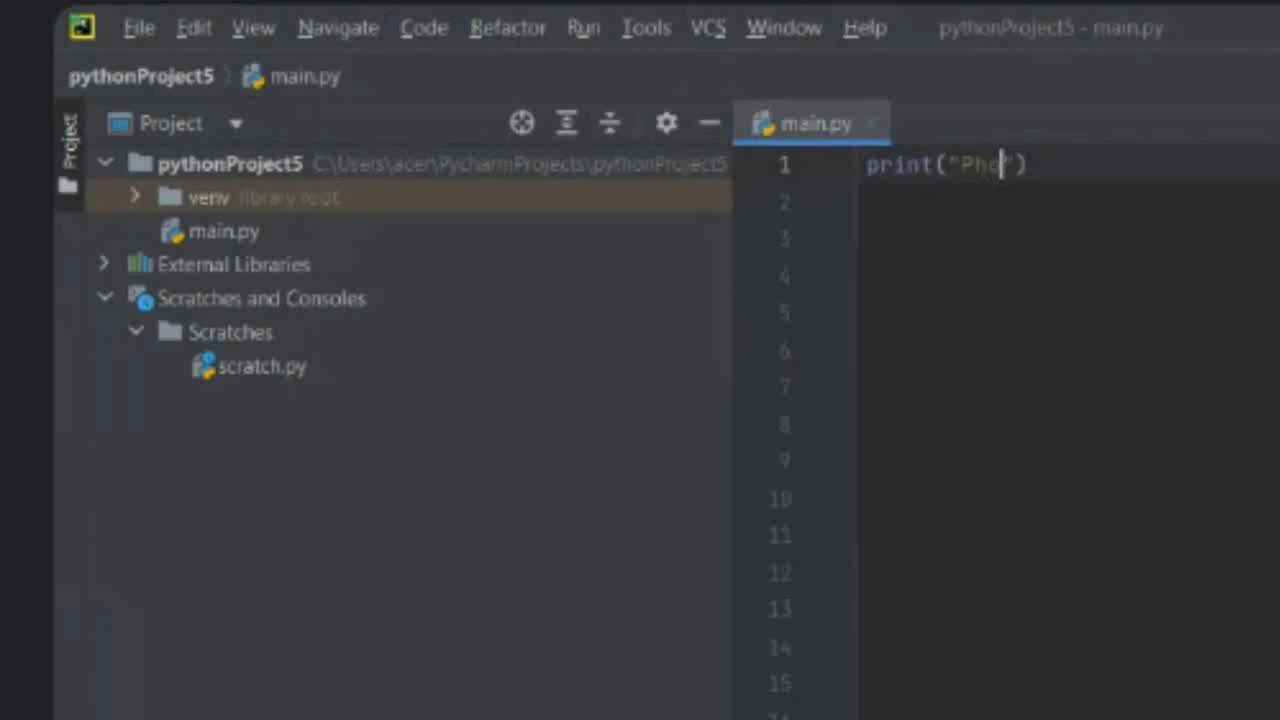 File Edit View Navigate Code Refactor Run Tools VCS Window Help pythonProject5 - main.py
pythonProject5 main.py
Project
Project
main.py
pythonProject5 C:\Users\acer\PycharmProjects\pythonProject5
venv library root
main.py
External Libraries
Scratches and Consoles
Scratches
scratch.py
1 print("Pho")
2
3
4
5
6
7
8
9
10
11
12
13
14
15